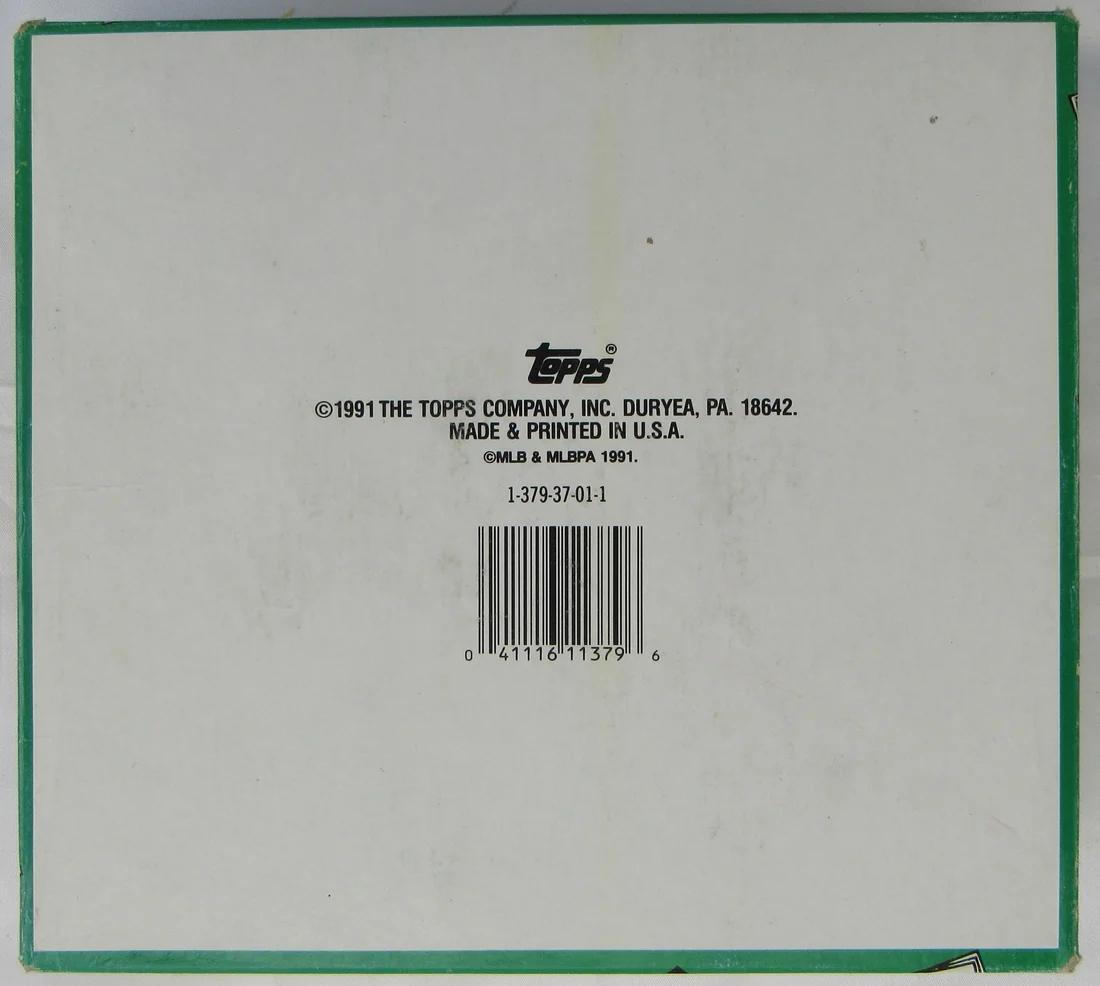 topps®
©1991 THE TOPPS COMPANY, INC. DURYEA, PA. 18642.
MADE & PRINTED IN U.S.A.
©MLB & MLBPA 1991.
1-379-37-01-1
0 41116 11379 6